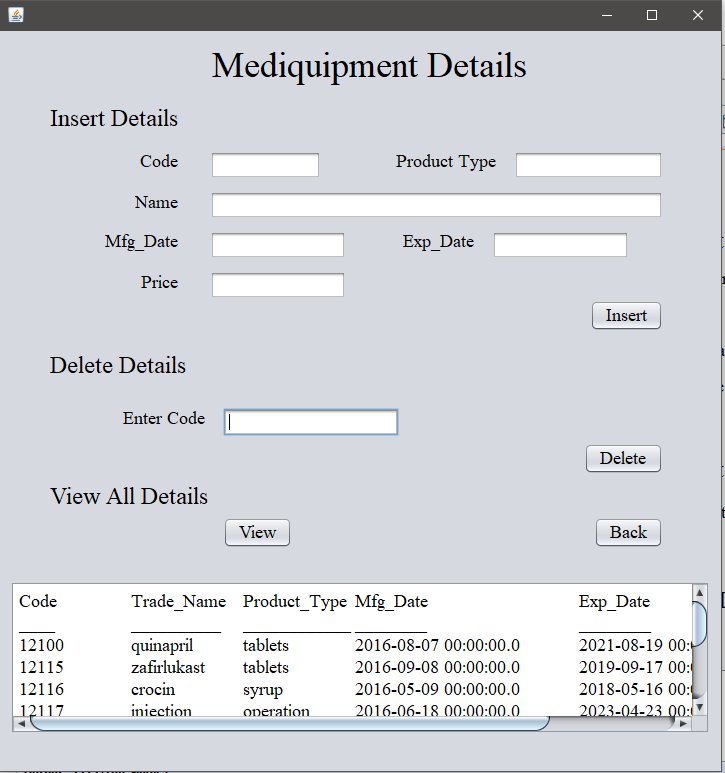 Mediquipment Details
Insert Details
Code Product Type
Name
Mfg_Date Exp_Date
Price
Insert
Delete Details
Enter Code
Delete
View All Details
View Back
Code Trade_Name Product_Type Mfg_Date Exp_Date
12100 quinapril tablets 2016-08-07 00:00:00.0 2021-08-19 00:
12115 zafirlukast tablets 2016-09-08 00:00:00.0 2019-09-17 00:
12116 crocin syrup 2016-05-09 00:00:00.0 2018-05-16 00:
12117 injection operation 2016-06-18 00:00:00.0 2023-04-23 00: